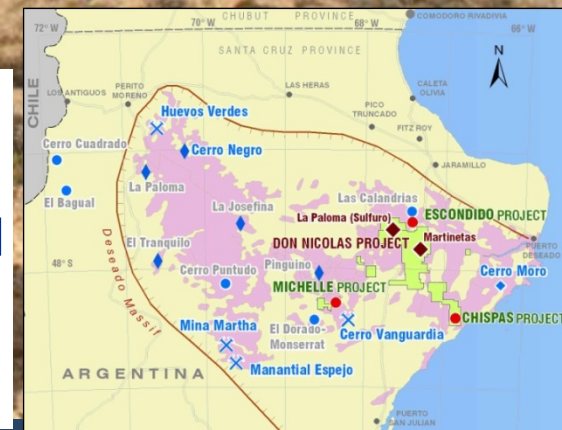 72° W
70° W
CHUBUT PROVINCE
68° W
COMODORO RIVADIVIA
66° W
SANTA CRUZ PROVINCE
N
CHILE
LOS ANTIGUOS
PERITO
MORENO
LAS HERAS
CALETA
OLIVIA
PICO
TRUNCADO
Huevos Verdes
FITZ ROY
Cerro Cuadrado
Cerro Negro
JARAMILLO
La Paloma
El Bagual
Las Calandrias
La Josefina
La Paloma (Sulfuro)
ESCONDIDO PROJECT
El Tranquilo
DON NICOLAS PROJECT
Martinetas
PUERTO
DESEADO
Deseado Massif
48° S
Cerro Puntudo
Pinguino
Cerro Moro
MICHELLE PROJECT
Mina Martha
El Dorado-
Monserrat
Cerro Vanguardia
CHISPAS PROJECT
ARGENTINA
Manantial Espejo
PUERTO
SAN JULIAN